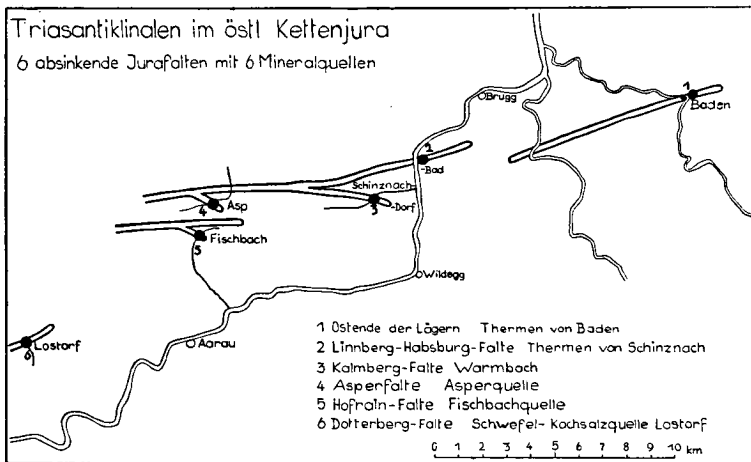 Triasantiklinalen im östl Kettenjura
6 absinkende Jurafalten mit 6 Mineralquellen
Brugg
1
Baden
2
-Bad
Schinznach
3
-Dorf
4
Asp
5
Fischbach
Wildegg
6
Lostorf
Aarau
1 Ostende der Lägern Thermen von Baden
2 Linnberg-Habsburg-Falte Thermen von Schinznach
3 Kalmberg-Falte Warmbach
4 Asperfalte Asperquelle
5 Hofrain-Falte Fischbachquelle
6 Dotterberg-Falte Schwefel-Kochsalzquelle Lostorf
0 1 2 3 4 5 6 7 8 9 10 km